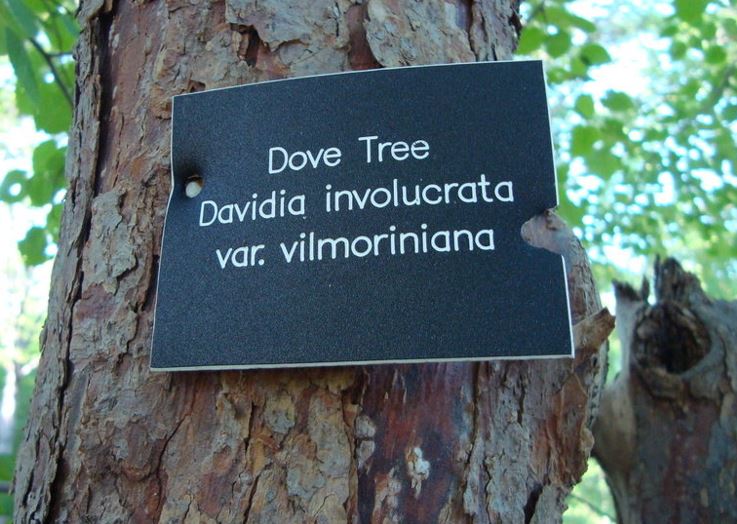 Dove Tree
Davidia involucrata
var. vilmoriniana